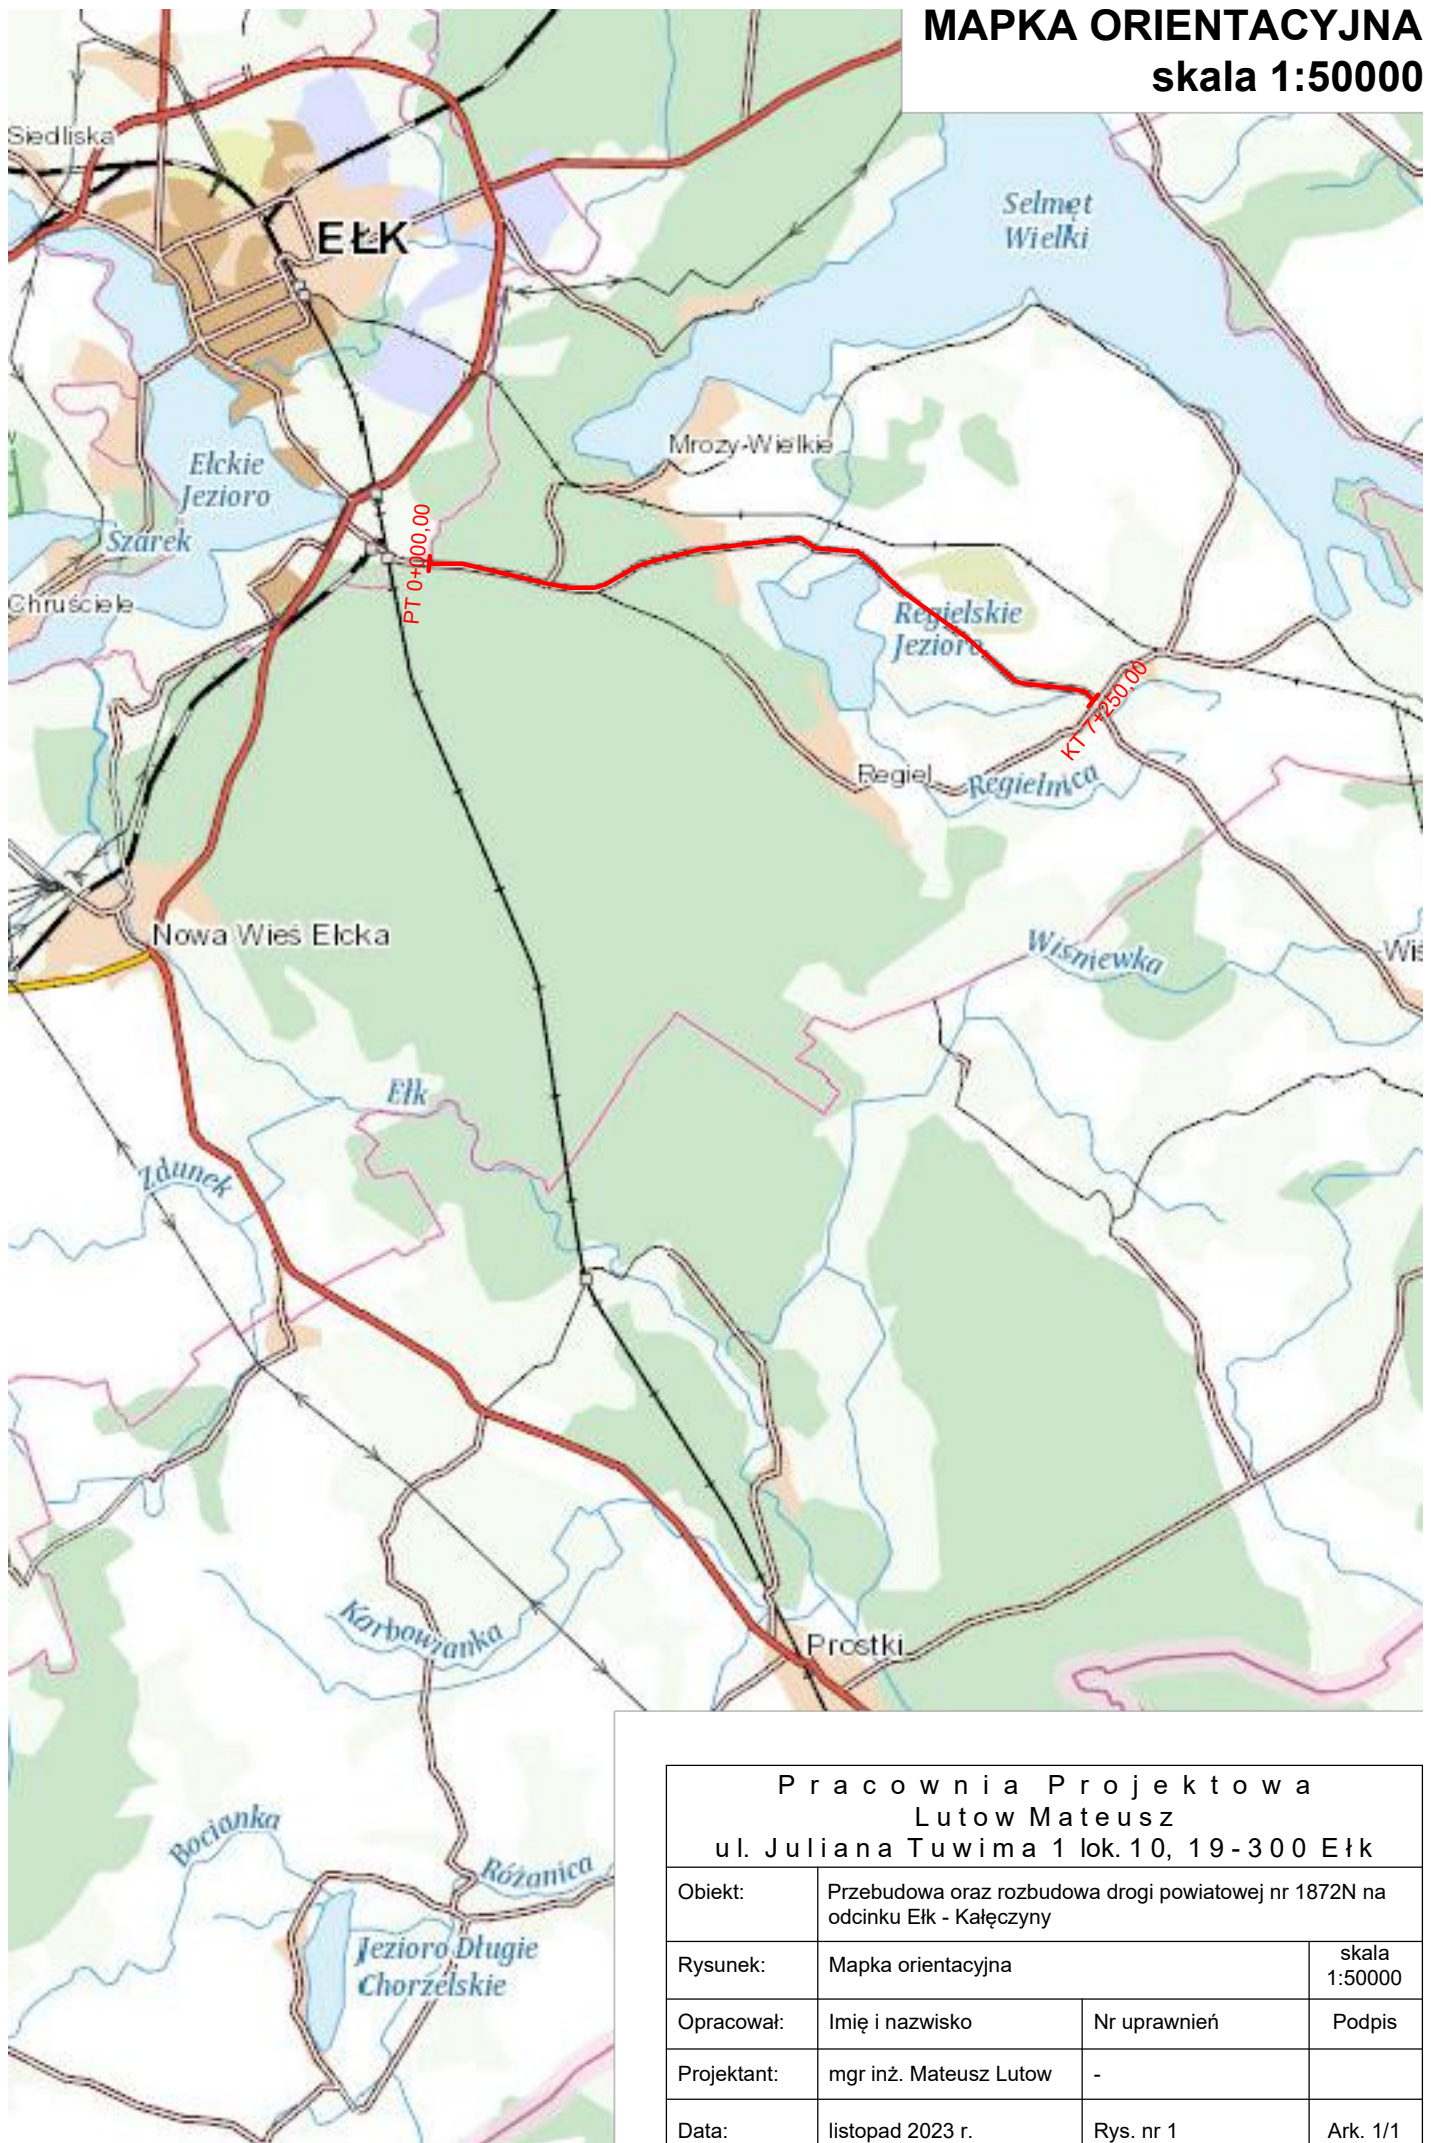 MAPKA ORIENTACYJNA
skala 1:50000
Siedliska
EŁK
Selmęt
Wielki
Mrozy-Wielkie
Ełckie
Jezioro
Szarek
PT 0+000,00
Chruściele
Regielskie
Jezioro
KT 7+250,00
Regiel
Regielnica
Nowa Wieś Ełcka
Wiśniewka
Wiś
Ełk
Zdunek
Karbowianka
Prostki
Bocianka
Różanica
Jezioro Długie
Chorzelskie
Pracownia Projektowa
Lutow Mateusz
ul. Juliana Tuwima 1 lok. 10, 19-300 Ełk
Obiekt: Przebudowa oraz rozbudowa drogi powiatowej nr 1872N na
odcinku Ełk - Kałęczyny
Rysunek: Mapka orientacyjna skala
1:50000
Opracował: Imię i nazwisko Nr uprawnień Podpis
Projektant: mgr inż. Mateusz Lutow -
Data: listopad 2023 r. Rys. nr 1 Ark. 1/1